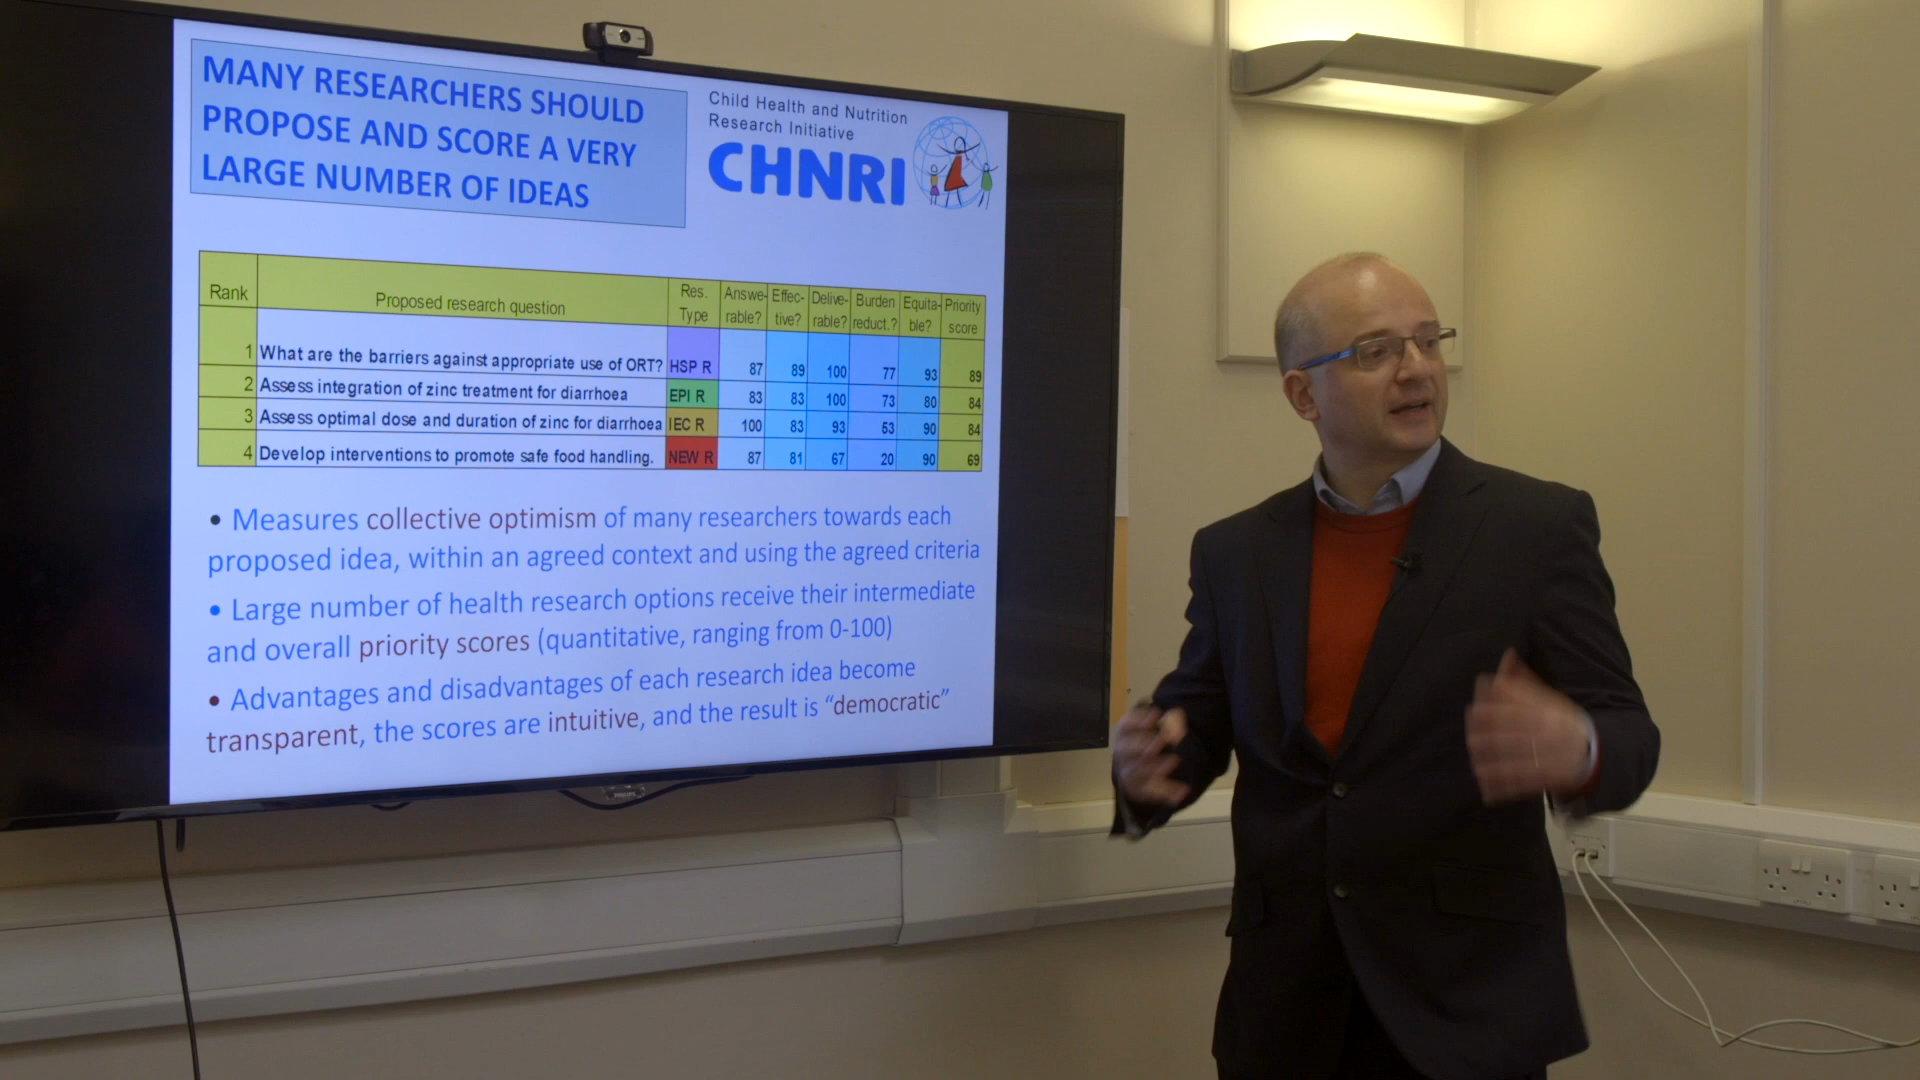 MANY RESEARCHERS SHOULD
PROPOSE AND SCORE A VERY
LARGE NUMBER OF IDEAS
Child Health and Nutrition
Research Initiative
CHNRI
Rank Proposed research question Res. Type Answe-rable? Effec-tive? Delive-rable? Burden reduct.? Equita-ble? Priority score
1 What are the barriers against appropriate use of ORT? HSP R 87 89 100 77 93 89
2 Assess integration of zinc treatment for diarrhoea EPI R 83 83 100 73 80 84
3 Assess optimal dose and duration of zinc for diarrhoea IEC R 100 83 93 53 90 84
4 Develop interventions to promote safe food handling. NEW R 87 81 67 20 90 69
• Measures collective optimism of many researchers towards each
proposed idea, within an agreed context and using the agreed criteria
• Large number of health research options receive their intermediate
and overall priority scores (quantitative, ranging from 0-100)
• Advantages and disadvantages of each research idea become
transparent, the scores are intuitive, and the result is “democratic”